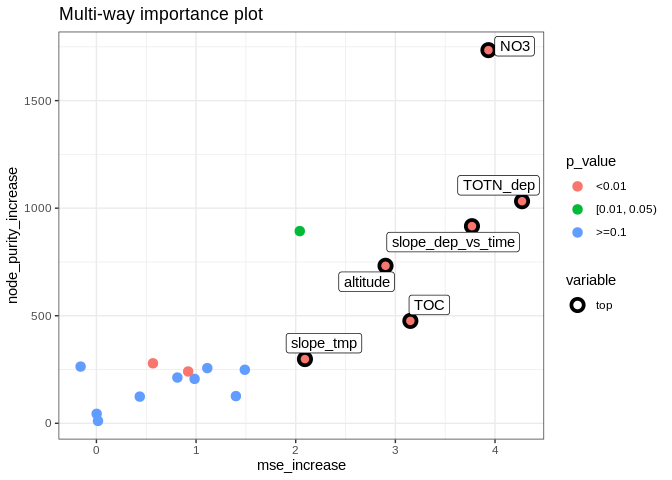 Multi-way importance plot
NO3
1500
p_value
<0.01
TOTN_dep
[0.01, 0.05)
1000
>=0.1
slope_dep_vs_time
node_purity_increase
altitude
variable
TOC
top
500
slope_tmp
0
0 1 2 3 4
mse_increase